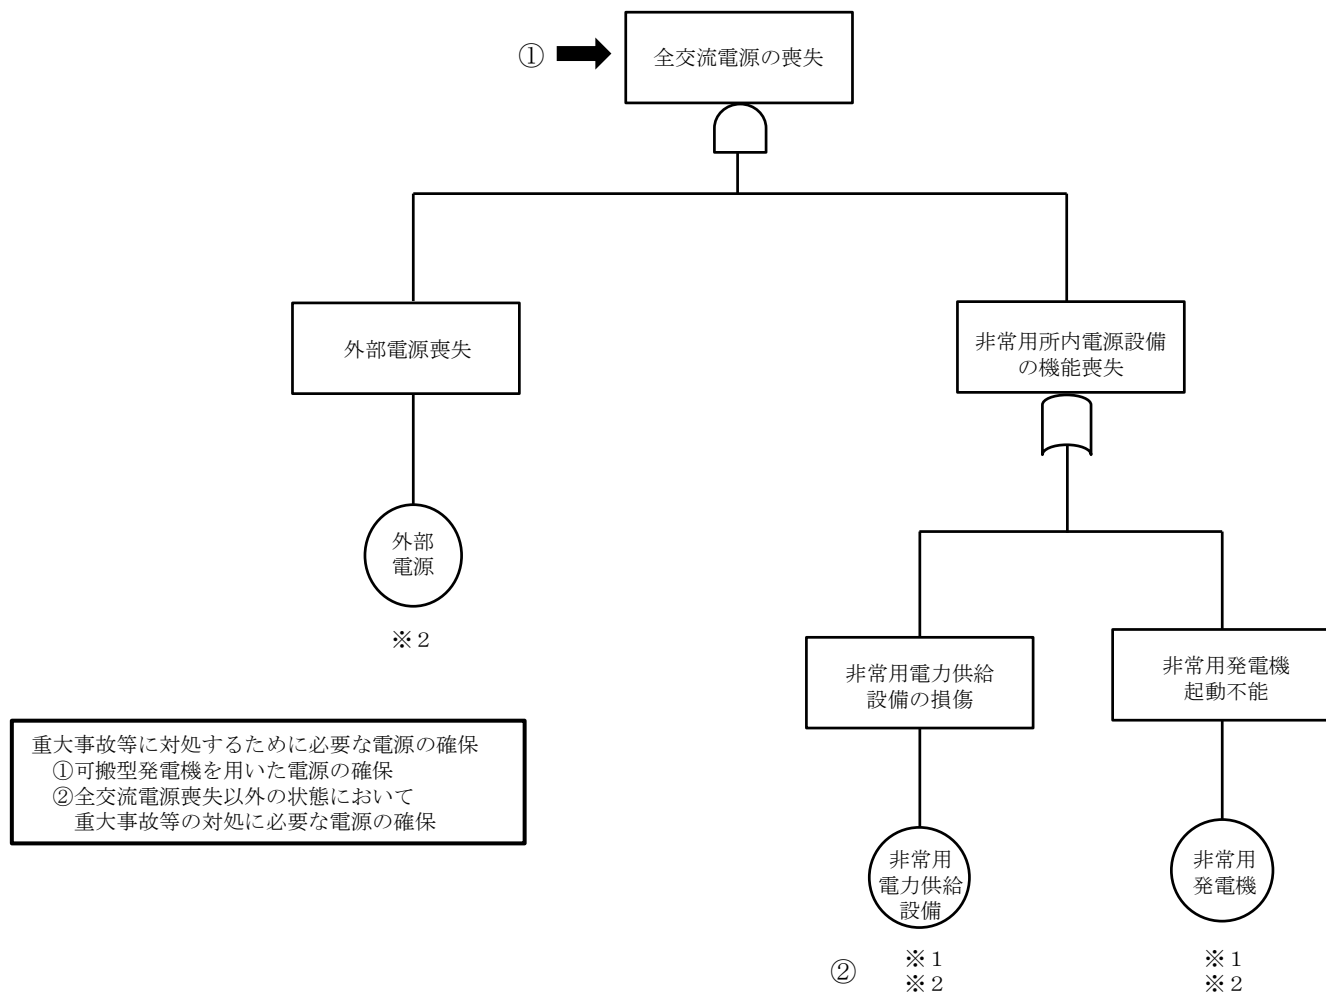 ①
全交流電源の喪失
外部電源喪失
非常用所内電源設備
の機能喪失
外部
電源
※２
非常用電力供給
設備の損傷
非常用発電機
起動不能
重大事故等に対処するために必要な電源の確保
①可搬型発電機を用いた電源の確保
②全交流電源喪失以外の状態において
重大事故等の対処に必要な電源の確保
非常用
電力供給
設備
非常用
発電機
②
※１
※２
※１
※２